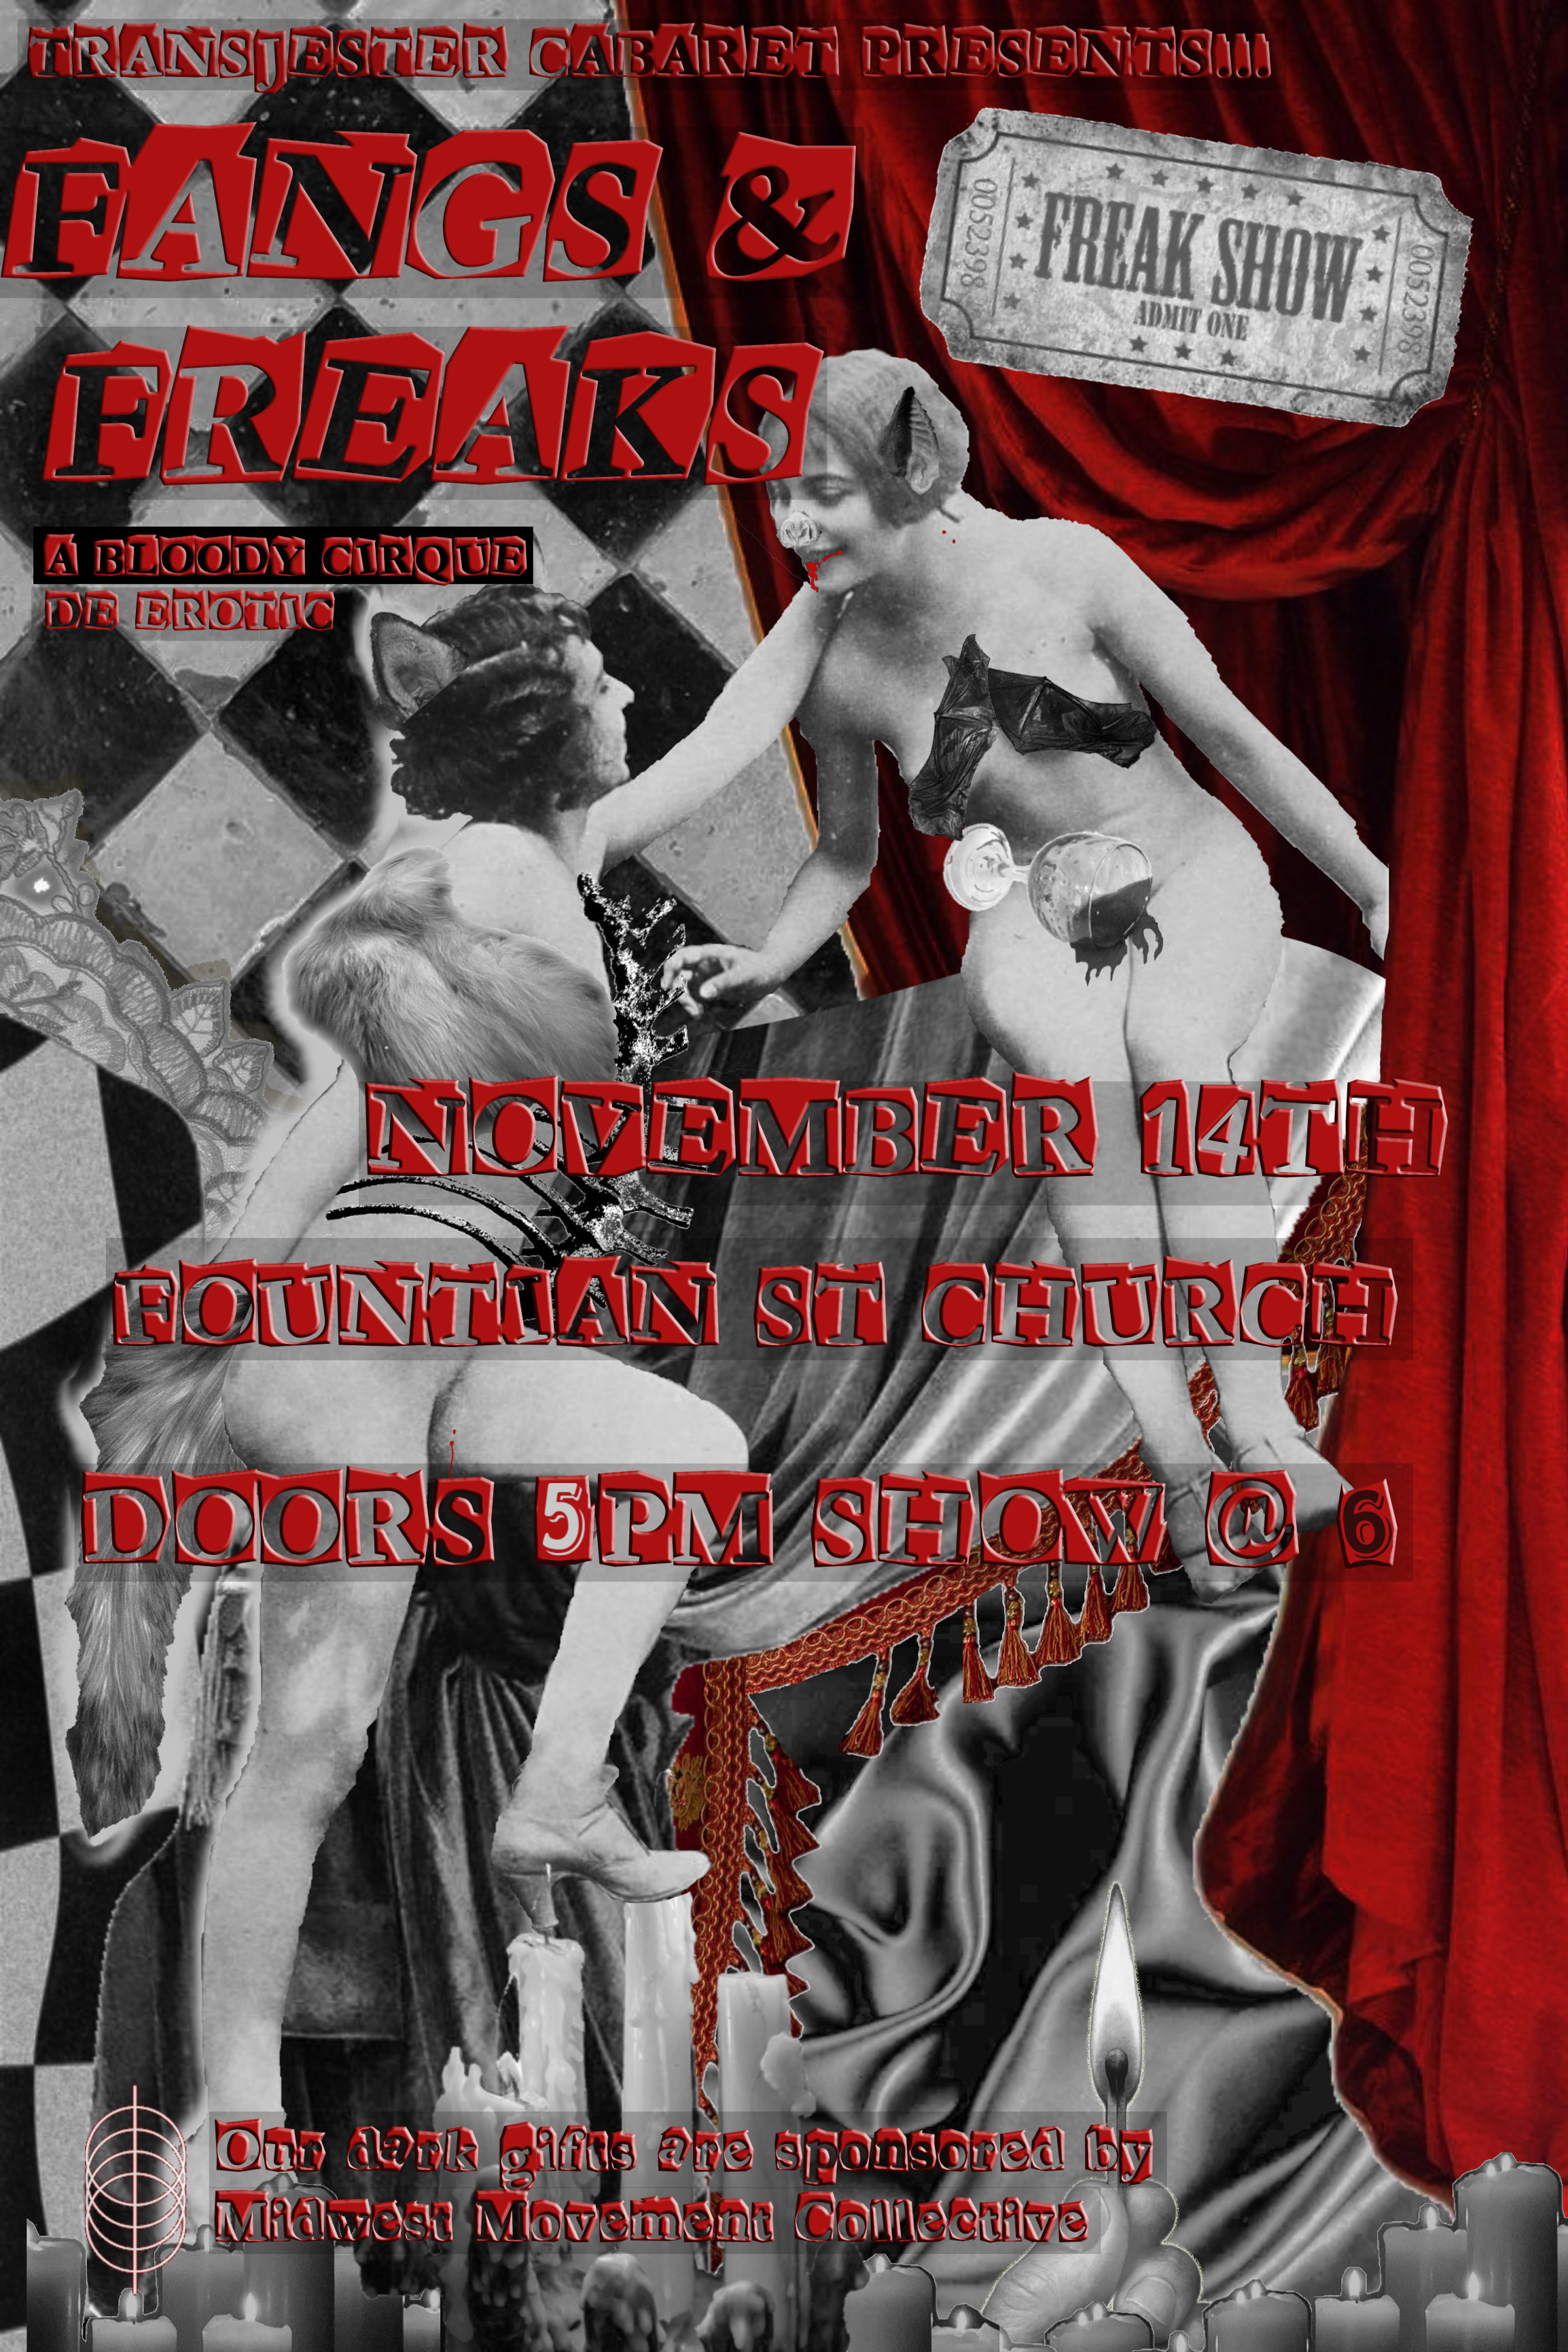 TRANSJESTER CABARET PRESENTS...
FANGS &
FREAKS
0052398
FREAK SHOW
ADMIT ONE
0052398
A BLOODY CIRQUE
DE EROTIC
NOVEMBER 14TH
FOUNTIAN ST CHURCH
DOORS 5PM SHOW @ 6
Our dark gifts are sponsored by
Midwest Movement Collective